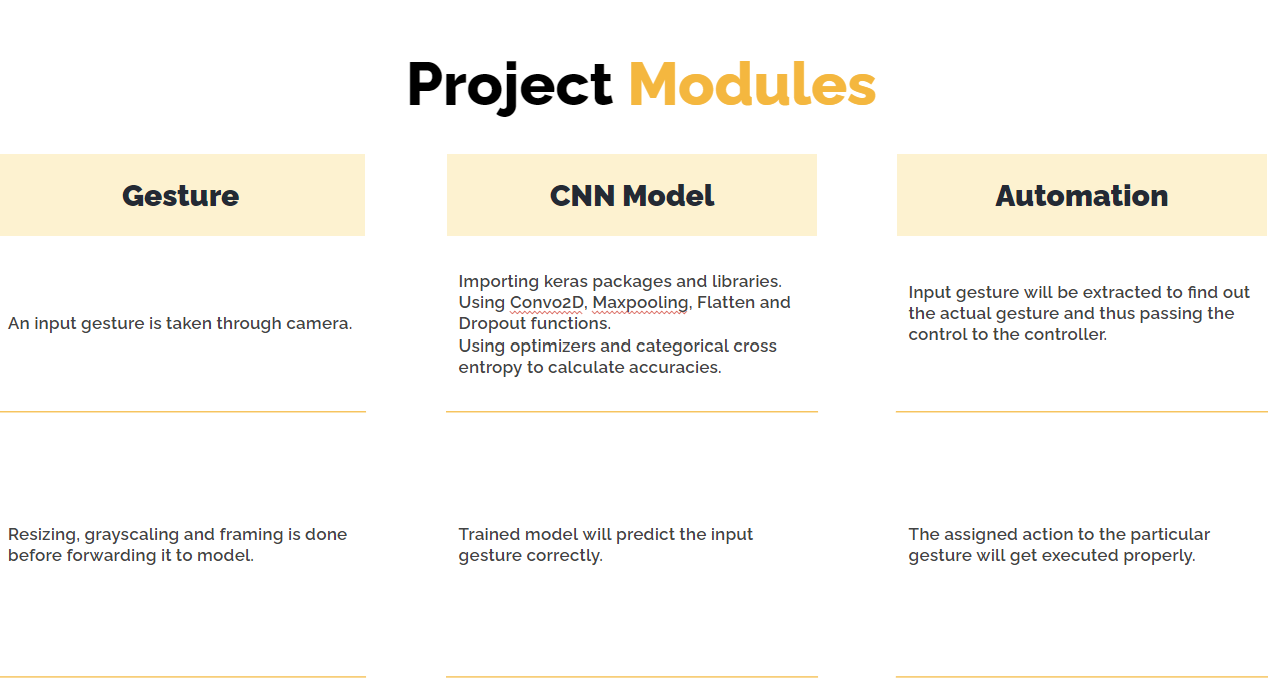 Project Modules
Gesture
CNN Model
Automation
An input gesture is taken through camera.
Importing keras packages and libraries.
Using Convo2D, Maxpooling, Flatten and
Dropout functions.
Using optimizers and categorical cross
entropy to calculate accuracies.
Input gesture will be extracted to find out
the actual gesture and thus passing the
control to the controller.
Resizing, grayscaling and framing is done
before forwarding it to model.
Trained model will predict the input
gesture correctly.
The assigned action to the particular
gesture will get executed properly.